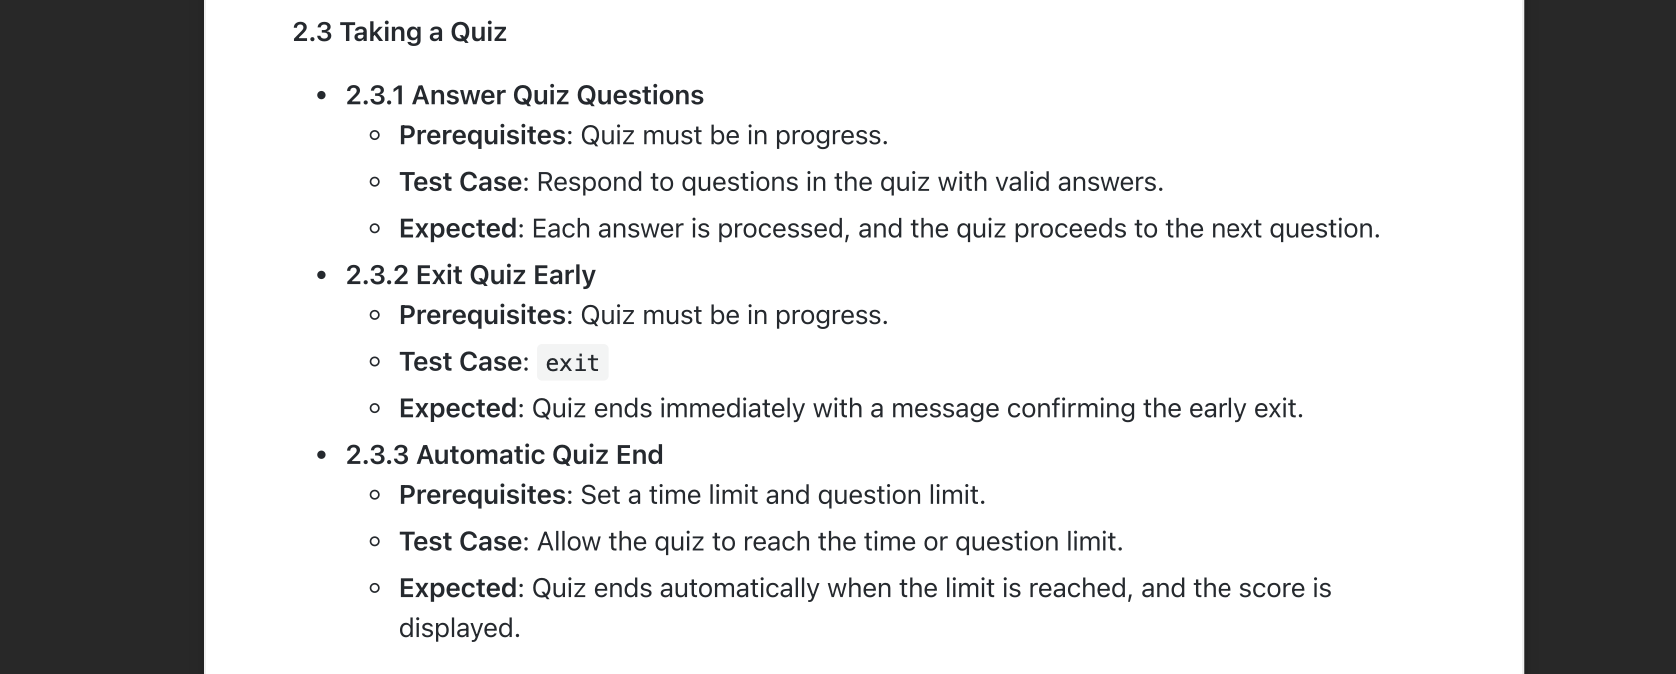 2.3 Taking a Quiz
• 2.3.1 Answer Quiz Questions
◦ Prerequisites: Quiz must be in progress.
◦ Test Case: Respond to questions in the quiz with valid answers.
◦ Expected: Each answer is processed, and the quiz proceeds to the next question.
• 2.3.2 Exit Quiz Early
◦ Prerequisites: Quiz must be in progress.
◦ Test Case: exit
◦ Expected: Quiz ends immediately with a message confirming the early exit.
• 2.3.3 Automatic Quiz End
◦ Prerequisites: Set a time limit and question limit.
◦ Test Case: Allow the quiz to reach the time or question limit.
◦ Expected: Quiz ends automatically when the limit is reached, and the score is
displayed.